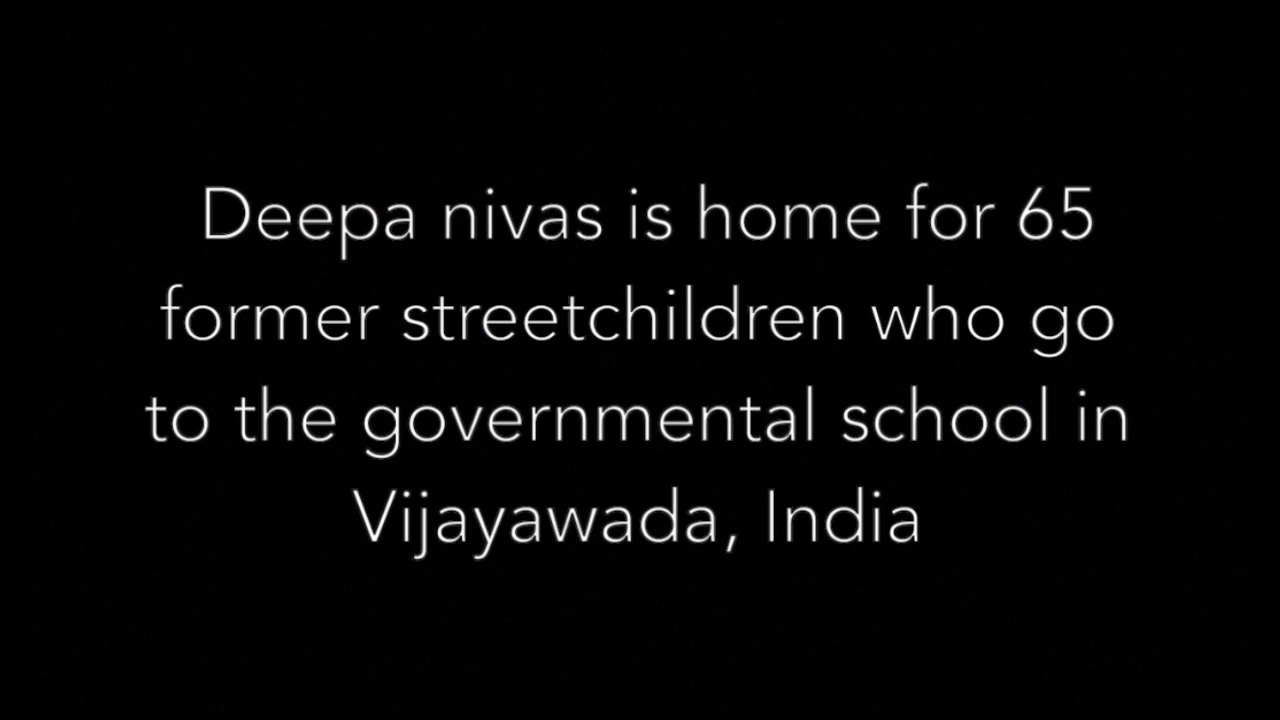 Deepa nivas is home for 65
former streetchildren who go
to the governmental school in
Vijayawada, India